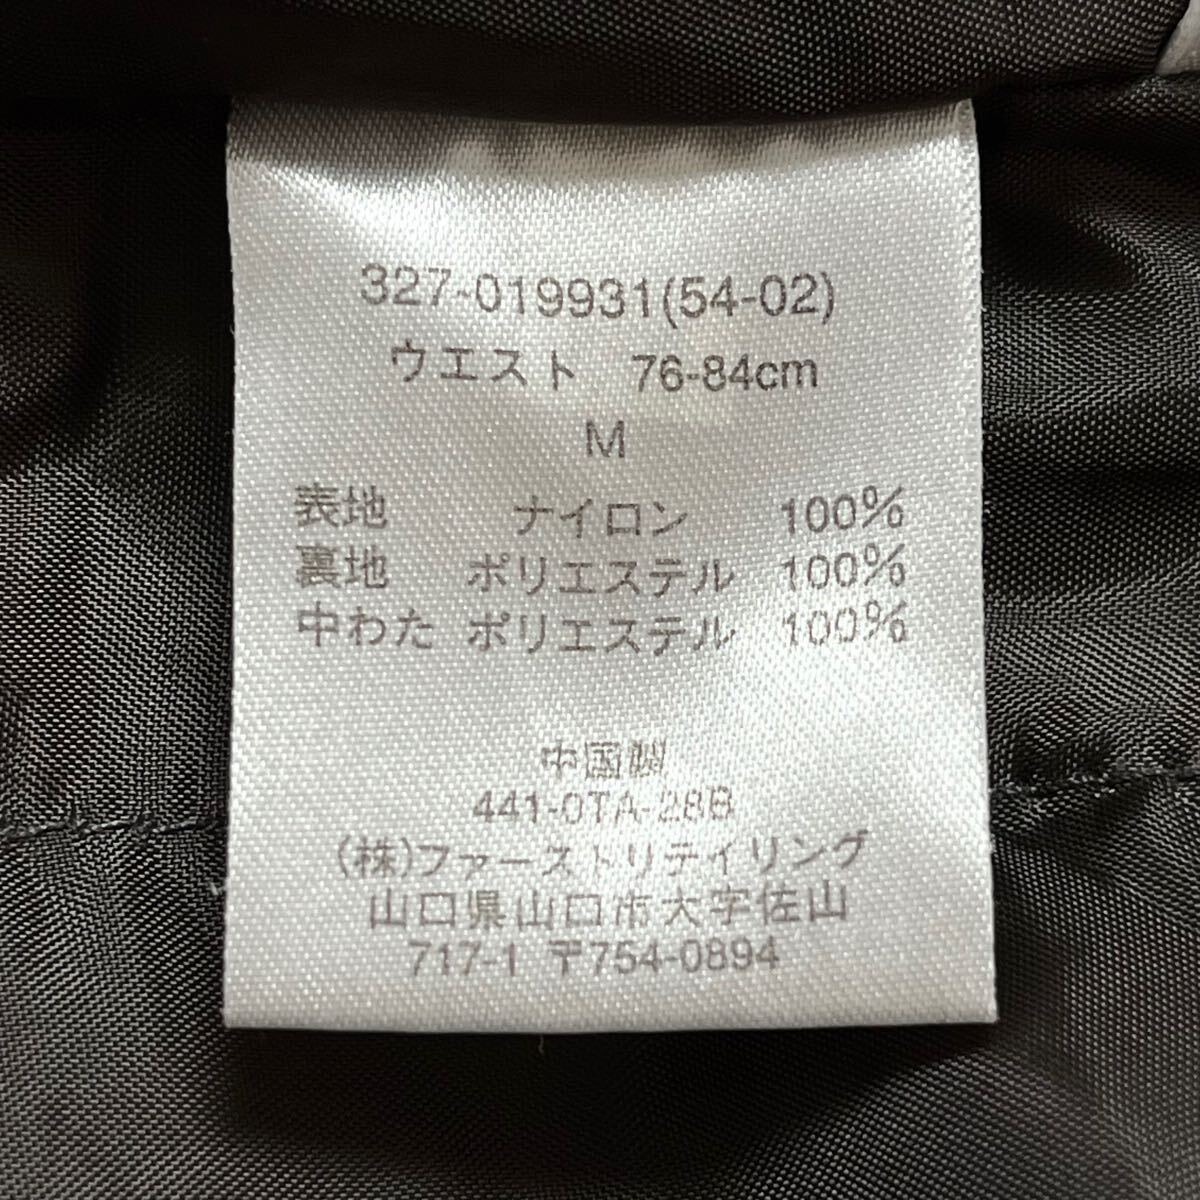 327-019931(54-02)
ウエスト 76-84cm
M
表地 ナイロン 100%
裏地 ポリエステル 100%
中わた ポリエステル 100%
中国製
441-0TA-28B
(株)ファーストリテイリング
山口県山口市大字佐山
717-1 〒754-0894